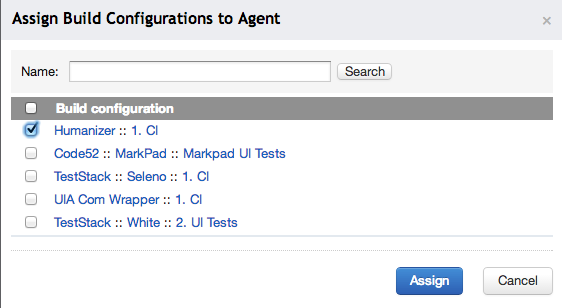 Assign Build Configurations to Agent ×
Name: Search
Build configuration
Humanizer :: 1. CI
Code52 :: MarkPad :: Markpad UI Tests
TestStack :: Seleno :: 1. CI
UIA Com Wrapper :: 1. CI
TestStack :: White :: 2. UI Tests
Assign Cancel